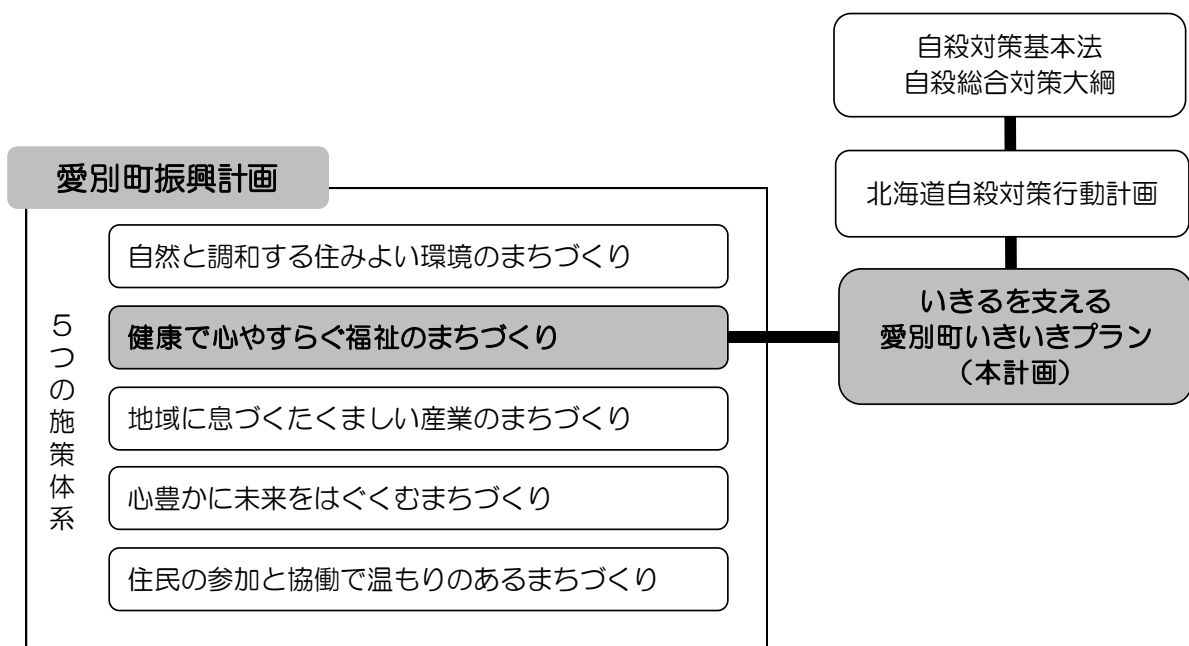 自殺対策基本法
自殺総合対策大綱
北海道自殺対策行動計画
いきるを支える
愛別町いきいきプラン
（本計画）
愛別町振興計画
５つの施策体系
自然と調和する住みよい環境のまちづくり
健康で心やすらぐ福祉のまちづくり
地域に息づくたくましい産業のまちづくり
心豊かに未来をはぐくむまちづくり
住民の参加と協働で温もりのあるまちづくり